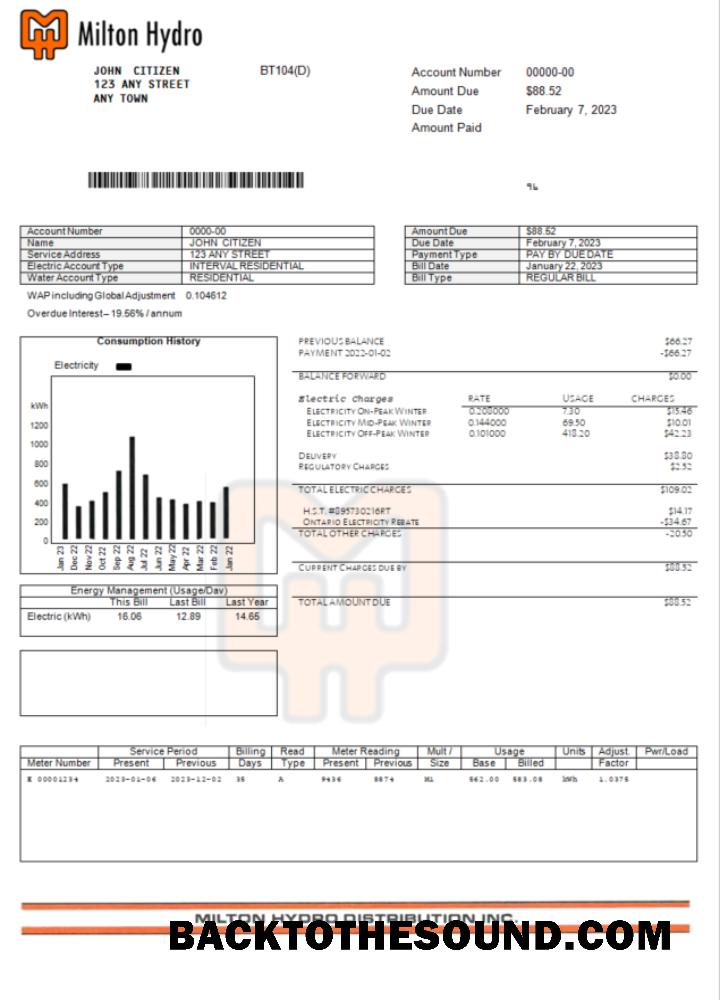 Milton Hydro
JOHN CITIZEN
123 ANY STREET
ANY TOWN
BT104(D)
Account Number 00000-00
Amount Due $88.52
Due Date February 7, 2023
Amount Paid
96
Account Number 0000-00
Name JOHN CITIZEN
Service Address 123 ANY STREET
Electric Account Type INTERVAL RESIDENTIAL
Water Account Type RESIDENTIAL
Amount Due $88.52
Due Date February 7, 2023
Payment Type PAY BY DUE DATE
Bill Date January 22, 2023
Bill Type REGULAR BILL
WAP including Global Adjustment 0.104612
Overdue Interest– 19.56% / annum
Consumption History
Electricity
kWh
1200
1000
800
600
400
200
0
Jan 23 Dec 22 Nov 22 Oct 22 Sep 22 Aug 22 Jul 22 Jun 22 May 22 Apr 22 Mar 22 Feb 22 Jan 22
PREVIOUS BALANCE $66.27
PAYMENT 2022-01-02 -$66.27
BALANCE FORWARD $0.00
Electric Charges RATE USAGE CHARGES
ELECTRICITY ON-PEAK WINTER 0.208000 7.30 $15.46
ELECTRICITY MID-PEAK WINTER 0.144000 69.50 $10.01
ELECTRICITY OFF-PEAK WINTER 0.101000 418.20 $42.23
DELIVERY $38.80
REGULATORY CHARGES $2.52
TOTAL ELECTRIC CHARGES $109.02
H.S.T. #895730216RT $14.17
ONTARIO ELECTRICITY REBATE -$34.67
TOTAL OTHER CHARGES -20.50
CURRENT CHARGES DUE BY $88.52
TOTAL AMOUNT DUE $88.52
Energy Management (Usage/Day)
This Bill Last Bill Last Year
Electric (kWh) 16.06 12.89 14.65
Service Period Billing Read Meter Reading Mult / Usage Units Adjust. Pwr/Load
Meter Number Present Previous Days Type Present Previous Size Base Billed Factor
E 00001234 2023-01-06 2023-12-02 35 A 9436 8874 M1 562.00 583.08 kWh 1.0375
MILTON HYDRO DISTRIBUTION INC.
BACKTOTHESOUND.COM